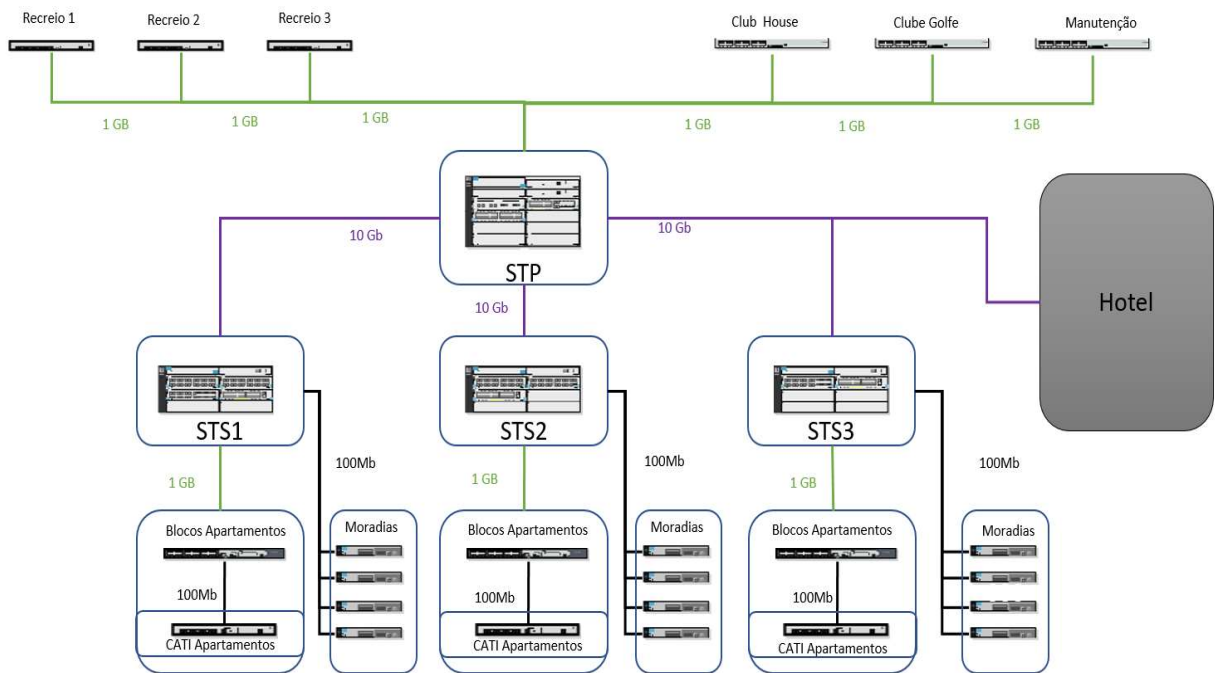 Recreio 1
Recreio 2
Recreio 3
Club House
Clube Golfe
Manutenção
1 GB
1 GB
1 GB
1 GB
1 GB
1 GB
10 Gb
STP
10 Gb
10 Gb
Hotel
STS1
STS2
STS3
1 GB
100Mb
1 GB
100Mb
1 GB
100Mb
Blocos Apartamentos
Moradias
Blocos Apartamentos
Moradias
Blocos Apartamentos
Moradias
100Mb
100Mb
100Mb
CATI Apartamentos
CATI Apartamentos
CATI Apartamentos